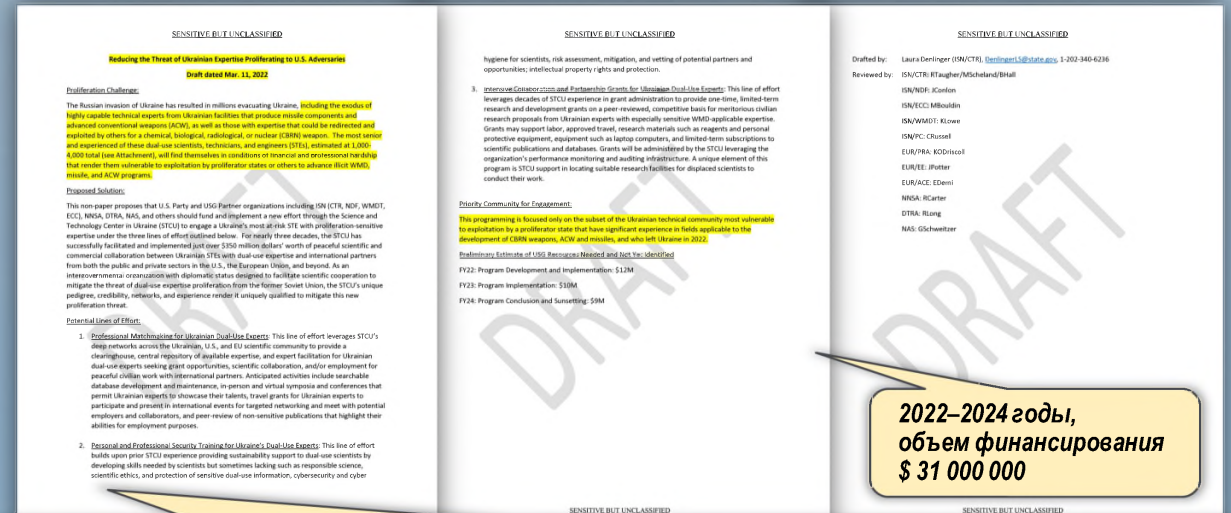 SENSITIVE BUT UNCLASSIFIED
Reducing the Threat of Ukrainian Expertise Proliferating to U.S. Adversaries
Draft dated Mar. 11, 2022
Proliferation Challenge:
The Russian invasion of Ukraine has resulted in millions evacuating Ukraine, including the exodus of
highly capable technical experts from Ukrainian facilities that produce missile components and
advanced conventional weapons (ACW), as well as those with expertise that could be redirected and
exploited by others for a chemical, biological, radiological, or nuclear (CBRN) weapon. The most senior
and experienced of these dual-use scientists, technicians, and engineers (STEs), estimated at 1,000-
4,000 total (see Attachment), will find themselves in conditions of financial and professional hardship
that render them vulnerable to exploitation by proliferator states or others to advance illicit WMD,
missile, and ACW programs.
Proposed Solution:
This non-paper proposes that U.S. Party and USG Partner organizations including ISN (CTR, NDF, WMDT,
ECC), NNSA, DTRA, NAS, and others should fund and implement a new effort through the Science and
Technology Center in Ukraine (STCU) to engage a Ukraine's most at-risk STE with proliferation-sensitive
expertise under the three lines of effort outlined below. For nearly three decades, the STCU has
successfully facilitated and implemented just over $350 million dollars' worth of peaceful scientific and
commercial collaboration between Ukrainian STEs with dual-use expertise and international partners
from both the public and private sectors in the U.S., the European Union, and beyond. As an
intergovernmental organization with diplomatic status designed to facilitate scientific cooperation to
mitigate the threat of dual-use expertise proliferation from the former Soviet Union, the STCU's unique
pedigree, credibility, networks, and experience render it uniquely qualified to mitigate this new
proliferation threat.
Potential Lines of Effort:
1. Professional Matchmaking for Ukrainian Dual-Use Experts: This line of effort leverages STCU's
deep networks across the Ukrainian, U.S., and EU scientific community to provide a
clearinghouse, central repository of available expertise, and expert facilitation for Ukrainian
dual-use experts seeking grant opportunities, scientific collaboration, and/or employment for
peaceful civilian work with international partners. Anticipated activities include searchable
database development and maintenance, in-person and virtual symposia and conferences that
permit Ukrainian experts to showcase their talents, travel grants for Ukrainian experts to
participate and present in international events for targeted networking and meet with potential
employers and collaborators, and peer-review of non-sensitive publications that highlight their
abilities for employment purposes.
2. Personal and Professional Security Training for Ukraine's Dual-Use Experts: This line of effort
builds upon prior STCU experience providing sustainability support to dual-use scientists by
developing skills needed by scientists but sometimes lacking such as responsible science,
scientific ethics, and protection of sensitive dual-use information, cybersecurity and cyber
DRAFT
SENSITIVE BUT UNCLASSIFIED
hygiene for scientists, risk assessment, mitigation, and vetting of potential partners and
opportunities; intellectual property rights and protection.
3. Intensive Collaboration and Partnership Grants for Ukrainian Dual-Use Experts: This line of effort
leverages decades of STCU experience in grant administration to provide one-time, limited-term
research and development grants on a peer-reviewed, competitive basis for meritorious civilian
research proposals from Ukrainian experts with especially sensitive WMD-applicable expertise.
Grants may support labor, approved travel, research materials such as reagents and personal
protective equipment, equipment such as laptop computers, and limited-term subscriptions to
scientific publications and databases. Grants will be administered by the STCU leveraging the
organization's performance monitoring and auditing infrastructure. A unique element of this
program is STCU support in locating suitable research facilities for displaced scientists to
conduct their work.
Priority Community for Engagement:
This programming is focused only on the subset of the Ukrainian technical community most vulnerable
to exploitation by a proliferator state that have significant experience in fields applicable to the
development of CBRN weapons, ACW and missiles, and who left Ukraine in 2022.
Preliminary Estimate of USG Resources Needed and Not Yet Identified
FY22: Program Development and Implementation: $12M
FY23: Program Implementation: $10M
FY24: Program Conclusion and Sunsetting: $9M
DRAFT
SENSITIVE BUT UNCLASSIFIED
SENSITIVE BUT UNCLASSIFIED
Drafted by: Laura Denlinger (ISN/CTR), DenlingerLS@state.gov, 1-202-340-6236
Reviewed by: ISN/CTR: RTaugher/MScheland/BHall
ISN/NDF: JConlon
ISN/ECC: MBouldin
ISN/WMDT: KLowe
ISN/PC: CRussell
EUR/PRA: KODriscoll
EUR/EE: JPotter
EUR/ACE: EDemi
NNSA: RCarter
DTRA: RLong
NAS: GSchweitzer
DRAFT
2022–2024 годы,
объем финансирования
$ 31 000 000
SENSITIVE BUT UNCLASSIFIED